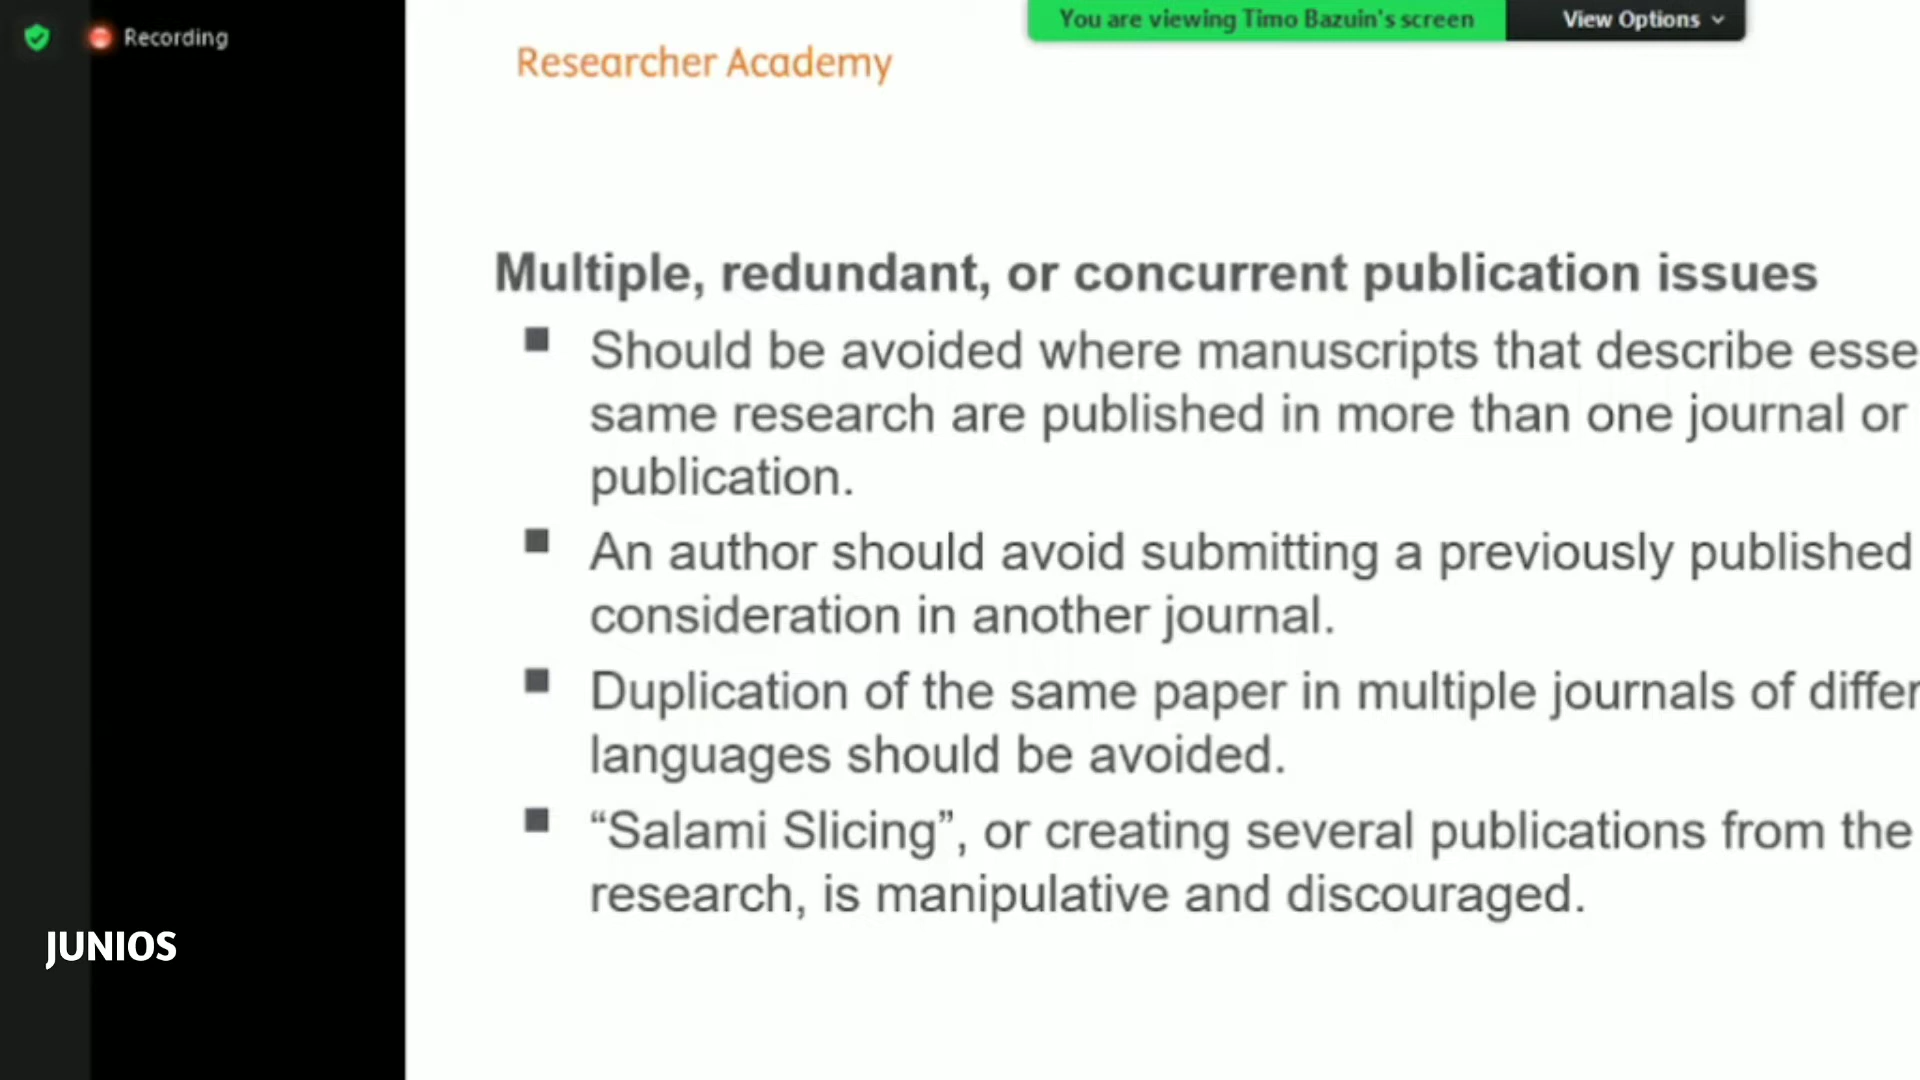 Recording
You are viewing Timo Bazuin's screen
View Options
Researcher Academy
Multiple, redundant, or concurrent publication issues
Should be avoided where manuscripts that describe esse
same research are published in more than one journal or
publication.
An author should avoid submitting a previously published
consideration in another journal.
Duplication of the same paper in multiple journals of differ
languages should be avoided.
“Salami Slicing”, or creating several publications from the
research, is manipulative and discouraged.
JUNIOS